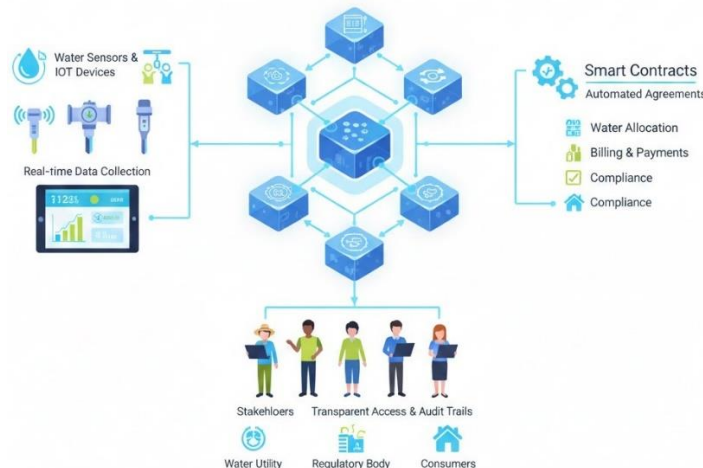 Water Sensors &
IOT Devices
Real-time Data Collection
Smart Contracts
Automated Agreements
Water Allocation
Billing & Payments
Compliance
Compliance
Stakehloers
Transparent Access & Audit Trails
Water Utility
Regulatory Body
Consumers